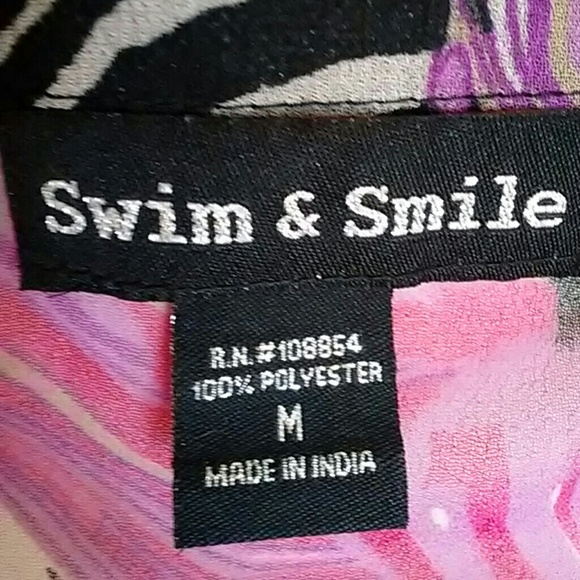 Swim & Smile
R.N.#108854
100% POLYESTER
M
MADE IN INDIA